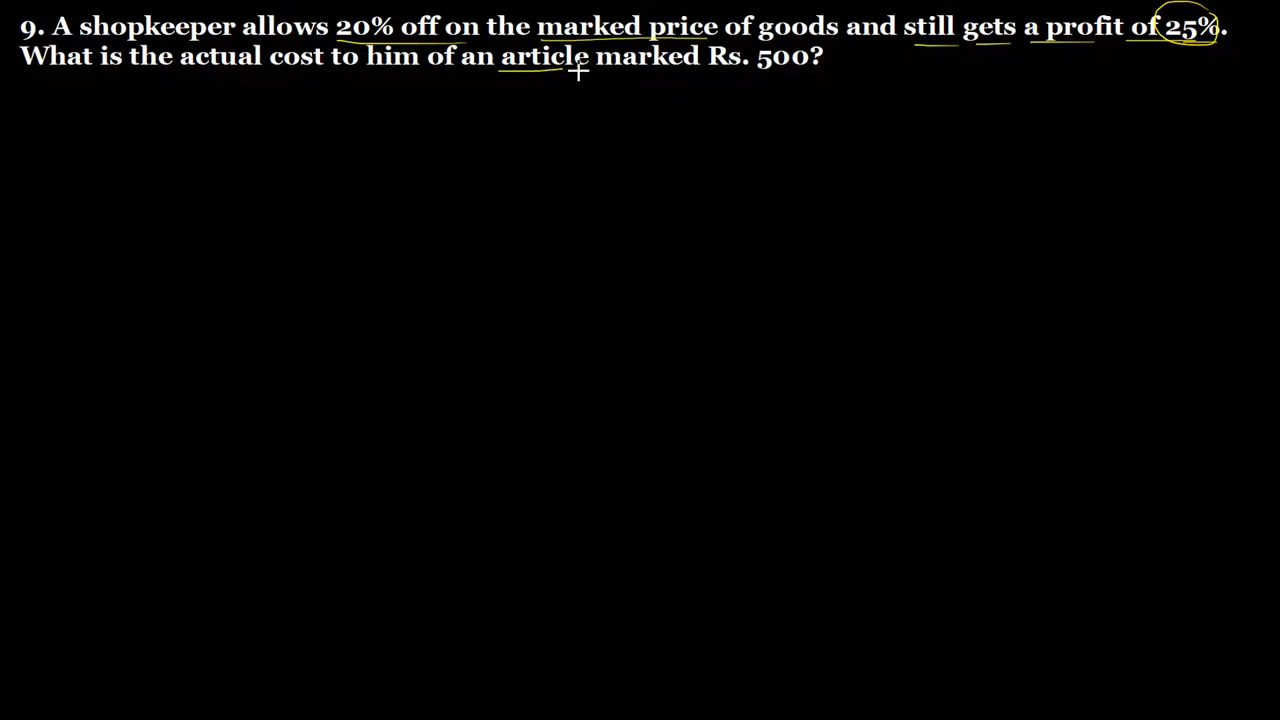 9. A shopkeeper allows 20% off on the marked price of goods and still gets a profit of 25%.
What is the actual cost to him of an article marked Rs. 500?